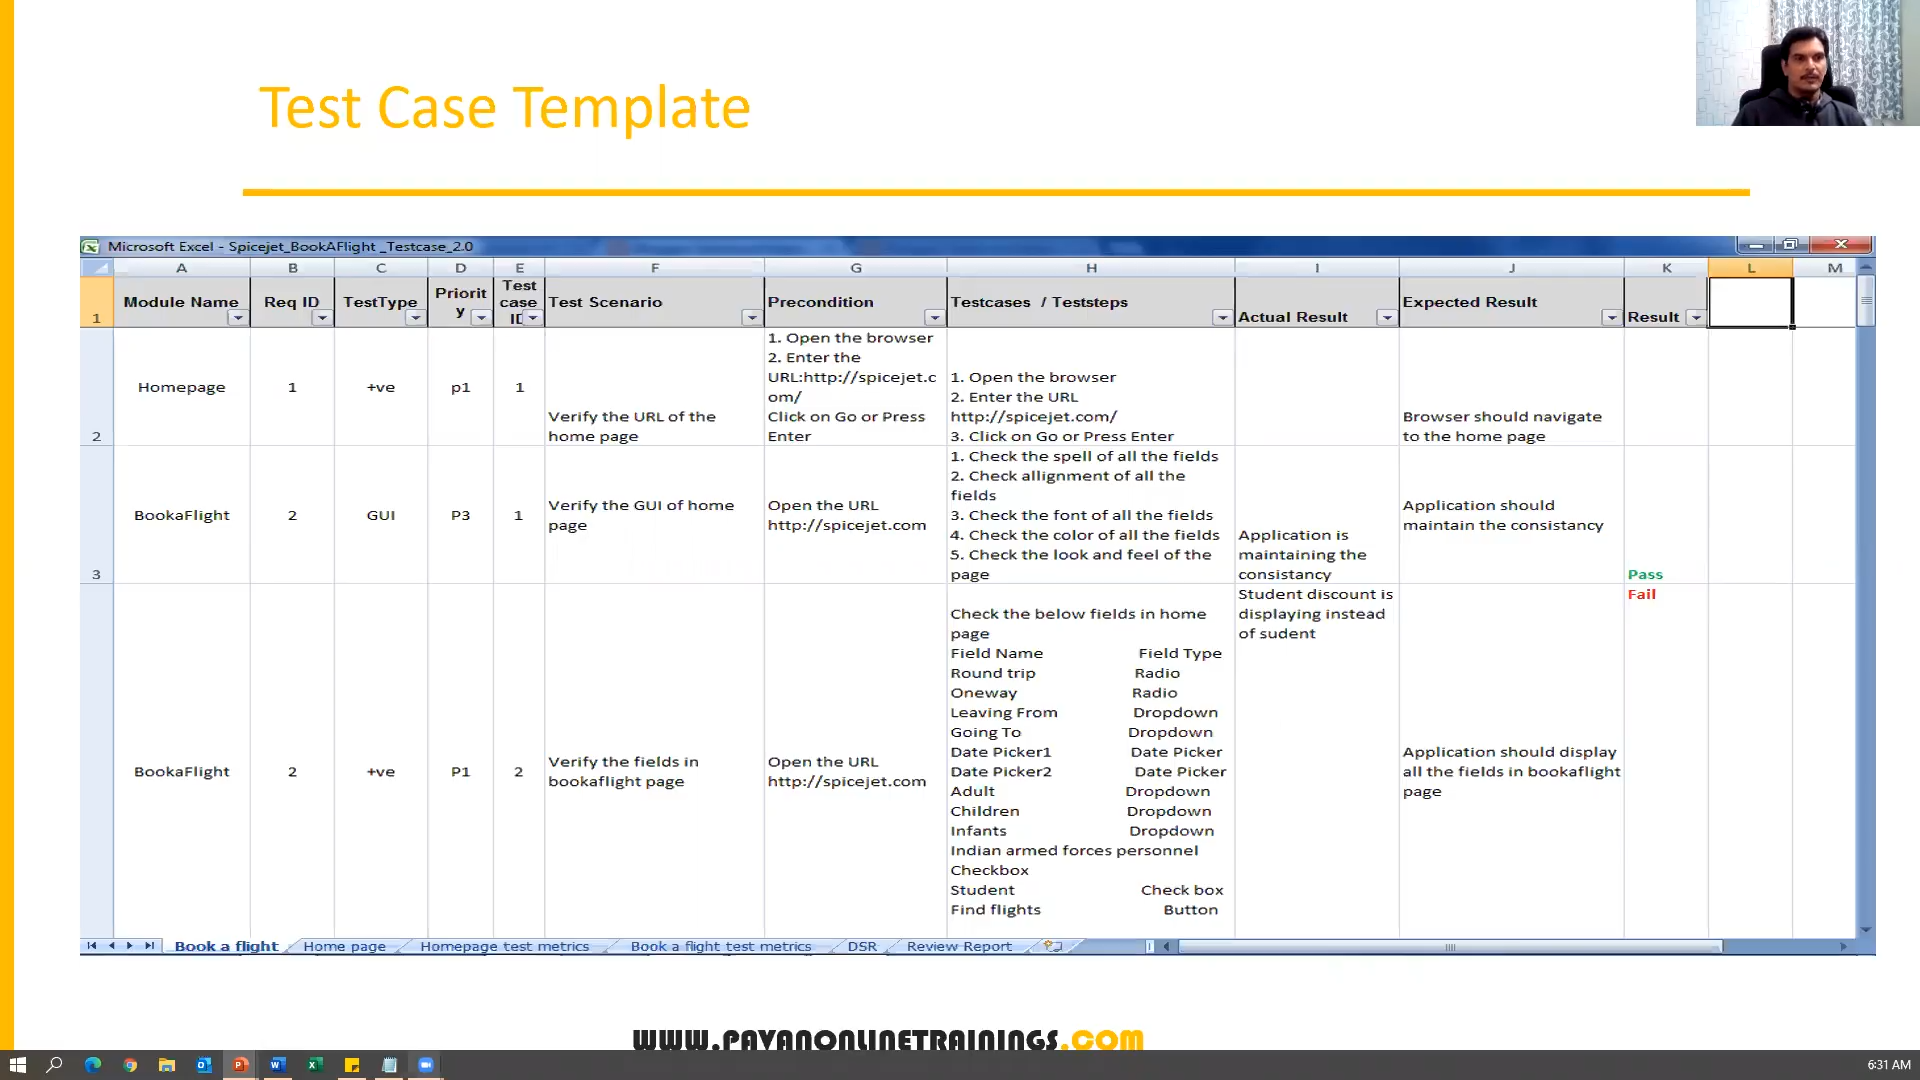 Test Case Template
Microsoft Excel - Spicejet_BookAFlight _Testcase_2.0
A B C D E F G H I J K L M
1
Module Name
Req ID
TestType
Priorit
y
Test
case
ID
Test Scenario
Precondition
Testcases / Teststeps
Actual Result
Expected Result
Result
2
Homepage
1
+ve
p1
1
Verify the URL of the
home page
1. Open the browser
2. Enter the
URL:http://spicejet.c
om/
Click on Go or Press
Enter
1. Open the browser
2. Enter the URL
http://spicejet.com/
3. Click on Go or Press Enter
Browser should navigate
to the home page
3
BookaFlight
2
GUI
P3
1
Verify the GUI of home
page
Open the URL
http://spicejet.com
1. Check the spell of all the fields
2. Check allignment of all the
fields
3. Check the font of all the fields
4. Check the color of all the fields
5. Check the look and feel of the
page
Application is
maintaining the
consistancy
Application should
maintain the consistancy
Pass
BookaFlight
2
+ve
P1
2
Verify the fields in
bookaflight page
Open the URL
http://spicejet.com
Check the below fields in home
page
Field Name Field Type
Round trip Radio
Oneway Radio
Leaving From Dropdown
Going To Dropdown
Date Picker1 Date Picker
Date Picker2 Date Picker
Adult Dropdown
Children Dropdown
Infants Dropdown
Indian armed forces personnel
Checkbox
Student Check box
Find flights Button
Student discount is
displaying instead
of sudent
Application should display
all the fields in bookaflight
page
Fail
Book a flight Home page Homepage test metrics Book a flight test metrics DSR Review Report
WWW.PAVANONLINETRAININGS.COM
6:31 AM